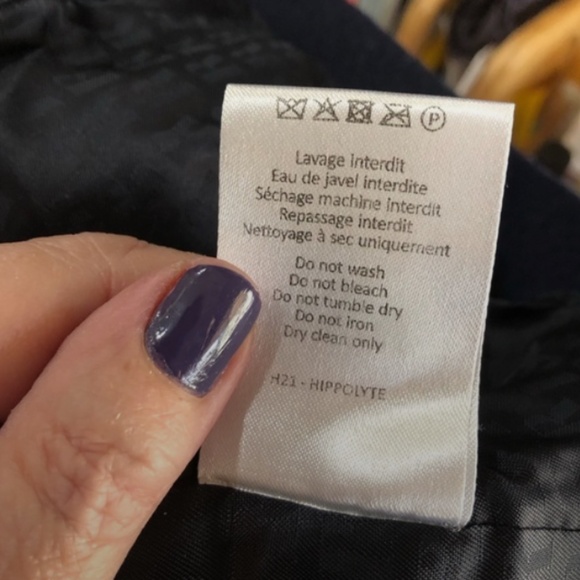 P
Lavage interdit
Eau de javel interdite
Séchage machine interdit
Repassage interdit
Nettoyage à sec uniquement
Do not wash
Do not bleach
Do not tumble dry
Do not iron
Dry clean only
H21 - HIPPOLYTE